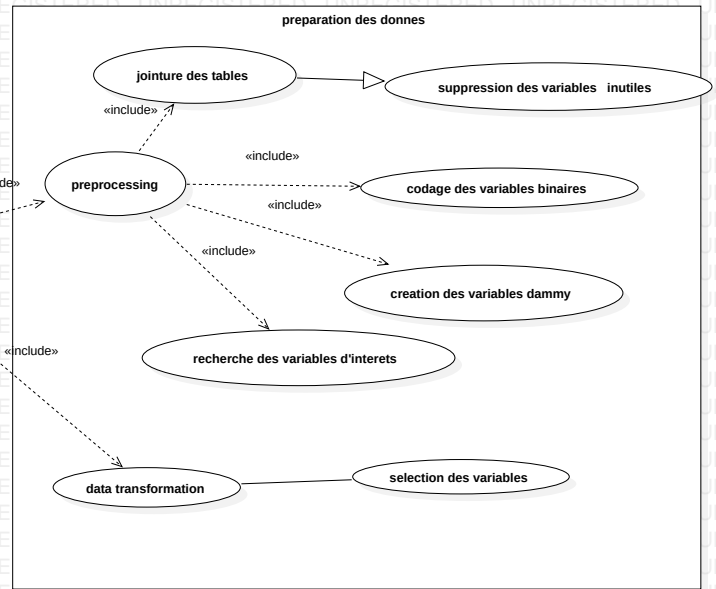 preparation des donnes
jointure des tables
suppression des variables inutiles
«include»
«include»
de»
preprocessing
codage des variables binaires
«include»
«include»
creation des variables dammy
«include»
recherche des variables d'interets
selection des variables
data transformation